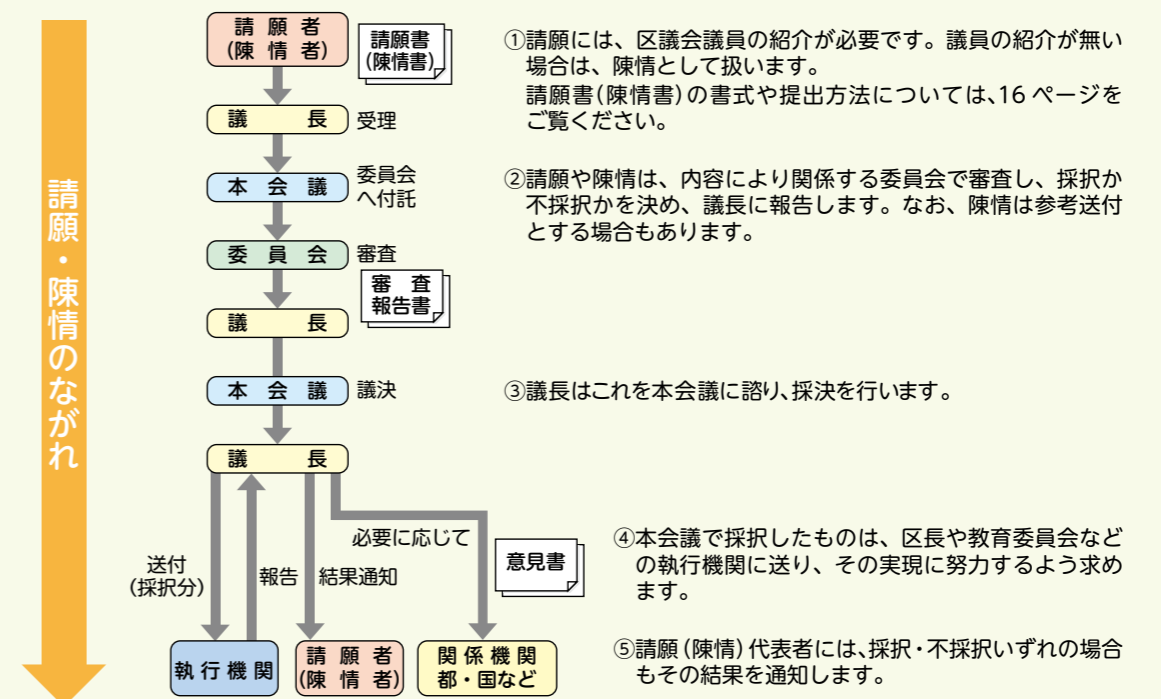 請願・陳情のながれ
請願者
(陳情者)
請願書
(陳情書)
①請願には、区議会議員の紹介が必要です。議員の紹介が無い
場合は、陳情として扱います。
請願書(陳情書)の書式や提出方法については、16 ページを
ご覧ください。
議長
受理
本会議
委員会
へ付託
②請願や陳情は、内容により関係する委員会で審査し、採択か
不採択かを決め、議長に報告します。なお、陳情は参考送付
とする場合もあります。
委員会
審査
審査
報告書
議長
本会議
議決
③議長はこれを本会議に諮り、採決を行います。
議長
送付
(採択分)
報告
結果通知
必要に応じて
意見書
④本会議で採択したものは、区長や教育委員会など
の執行機関に送り、その実現に努力するよう求め
ます。
執行機関
請願者
(陳情者)
関係機関
都・国など
⑤請願(陳情)代表者には、採択・不採択いずれの場合
もその結果を通知します。